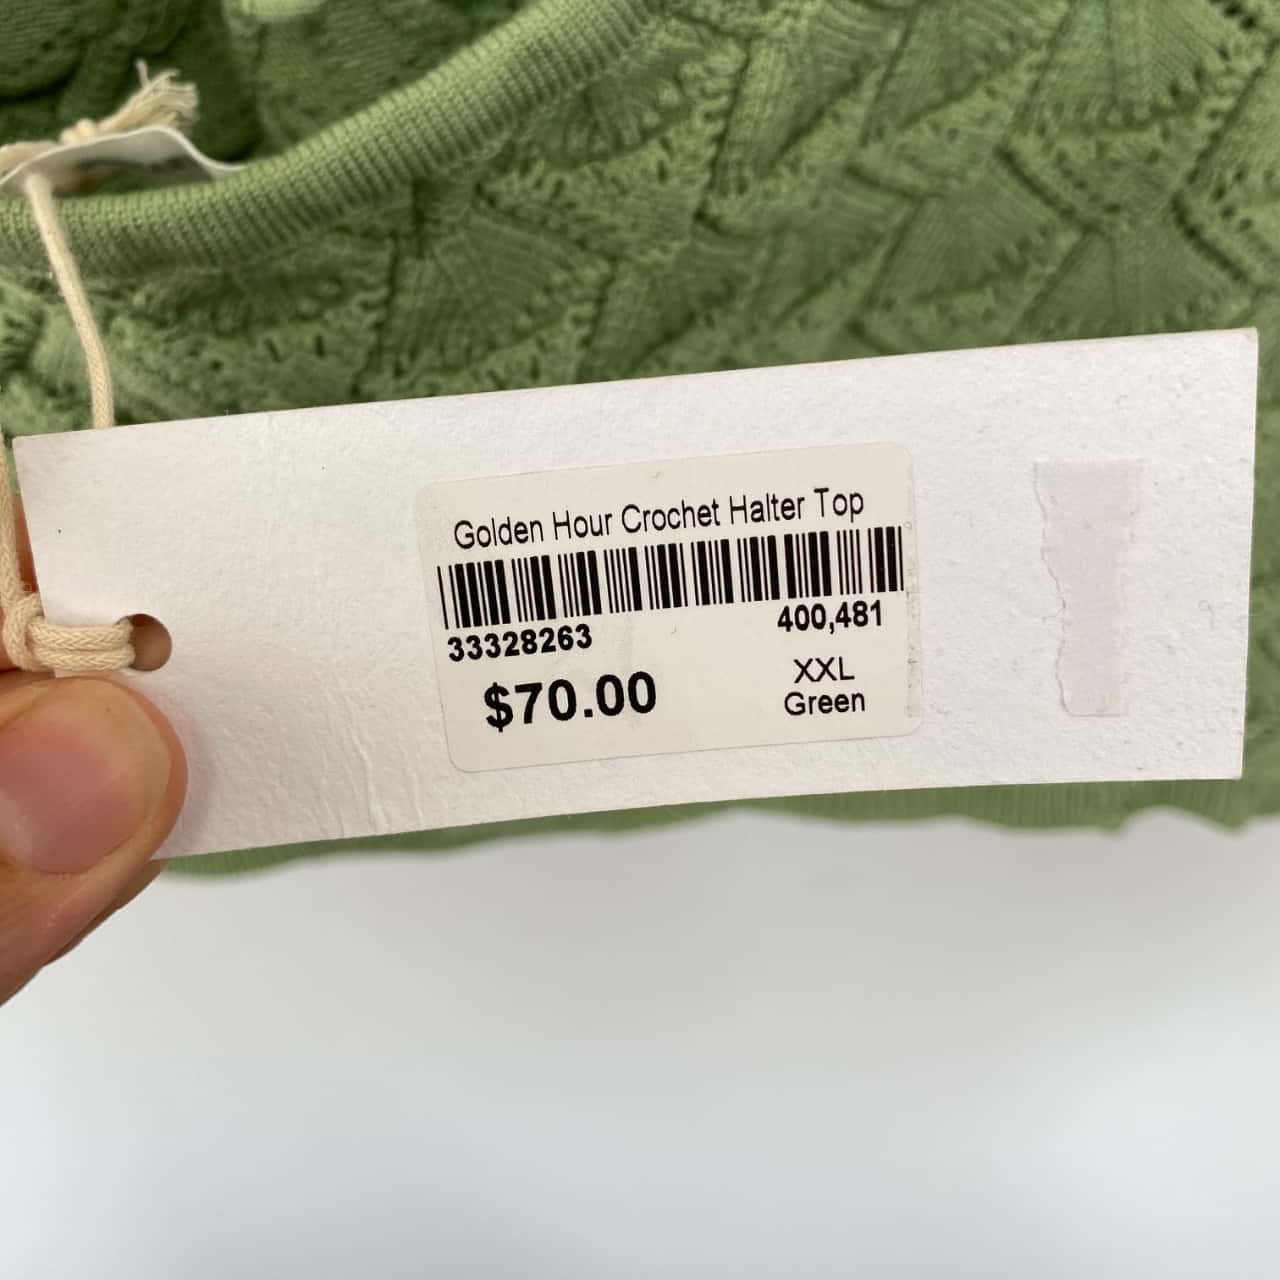 Golden Hour Crochet Halter Top
33328263 400,481
$70.00 XXL
Green